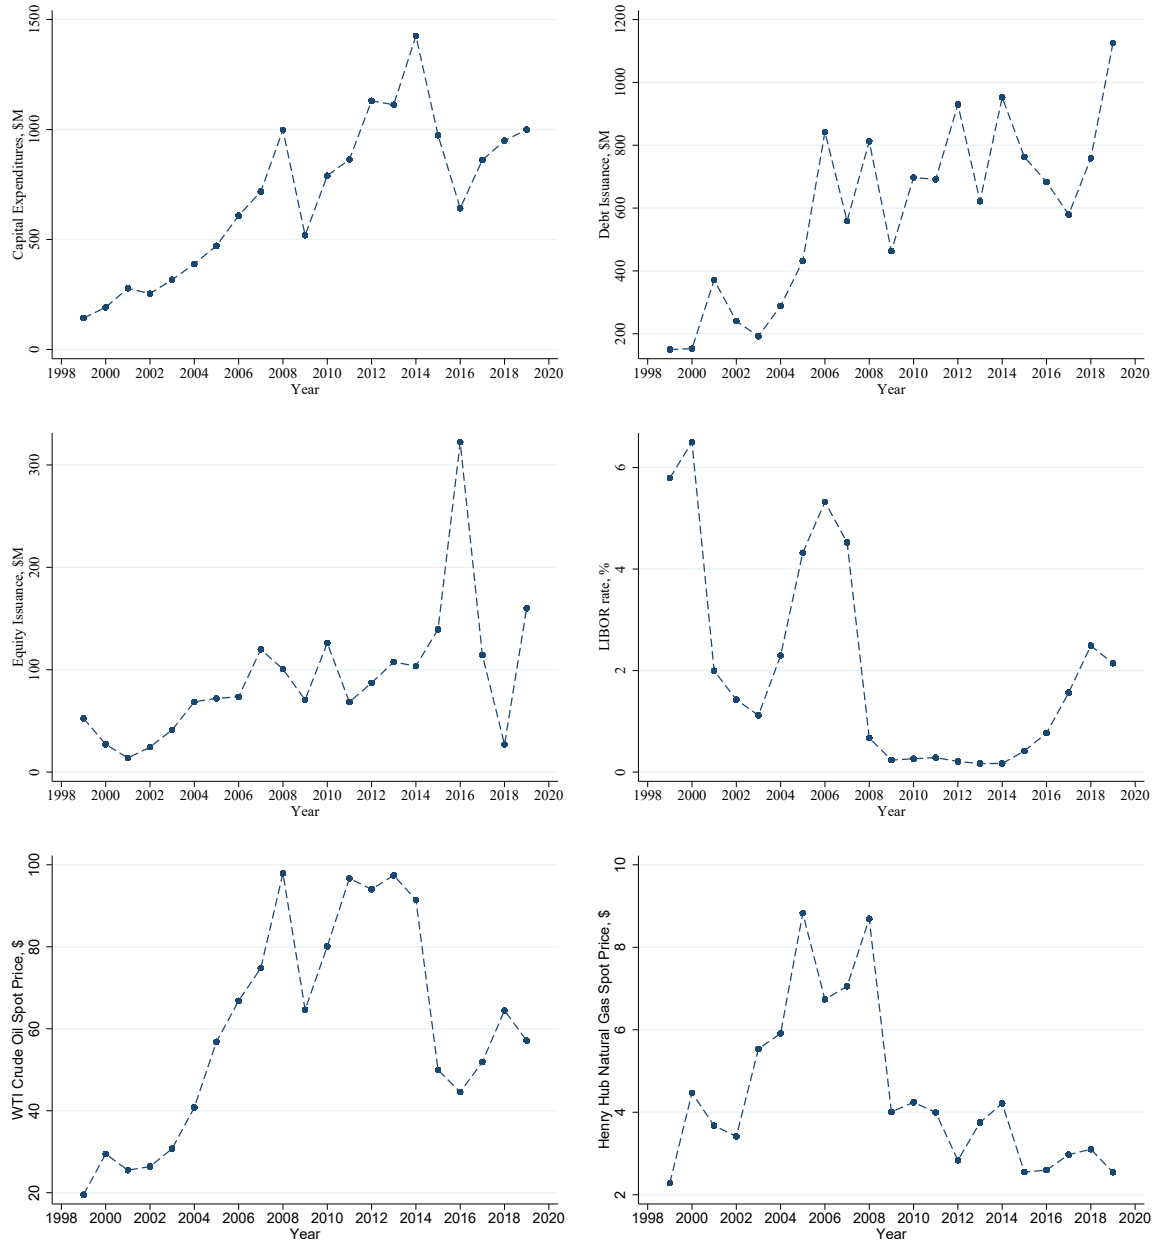 Capital Expenditures, $M
0 500 1000 1500
1998 2000 2002 2004 2006 2008 2010 2012 2014 2016 2018 2020
Year
Debt Issuance, $M
200 400 600 800 1000 1200
1998 2000 2002 2004 2006 2008 2010 2012 2014 2016 2018 2020
Year
Equity Issuance, $M
0 100 200 300
1998 2000 2002 2004 2006 2008 2010 2012 2014 2016 2018 2020
Year
LIBOR rate, %
0 2 4 6
1998 2000 2002 2004 2006 2008 2010 2012 2014 2016 2018 2020
Year
WTI Crude Oil Spot Price, $
20 40 60 80 100
1998 2000 2002 2004 2006 2008 2010 2012 2014 2016 2018 2020
Year
Henry Hub Natural Gas Spot Price, $
2 4 6 8 10
1998 2000 2002 2004 2006 2008 2010 2012 2014 2016 2018 2020
Year